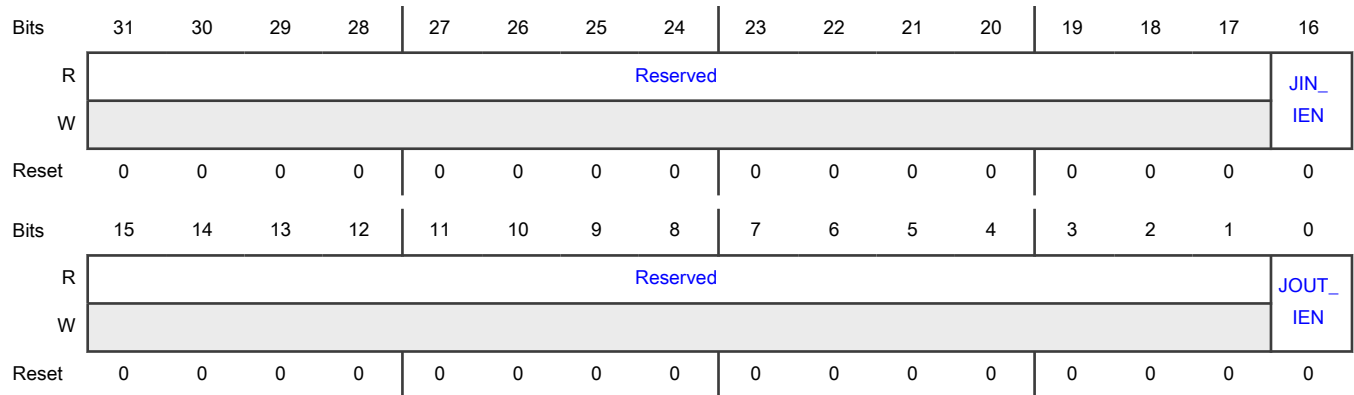 Bits 31 30 29 28 27 26 25 24 23 22 21 20 19 18 17 16
R Reserved JIN_
W IEN
Reset 0 0 0 0 0 0 0 0 0 0 0 0 0 0 0 0
Bits 15 14 13 12 11 10 9 8 7 6 5 4 3 2 1 0
R Reserved JOUT_
W IEN
Reset 0 0 0 0 0 0 0 0 0 0 0 0 0 0 0 0